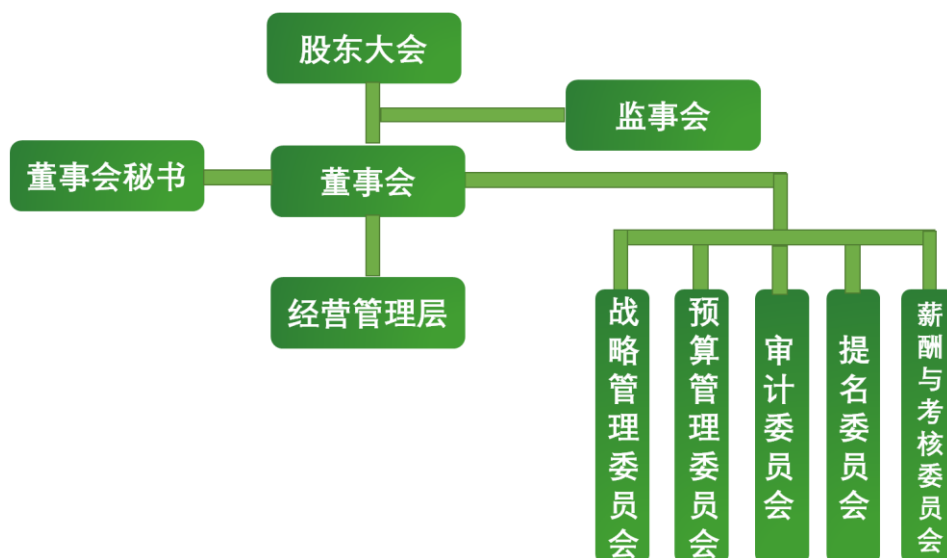 股东大会
监事会
董事会秘书
董事会
经营管理层
战略管理委员会
预算管理委员会
审计委员会
提名委员会
薪酬与考核委员会